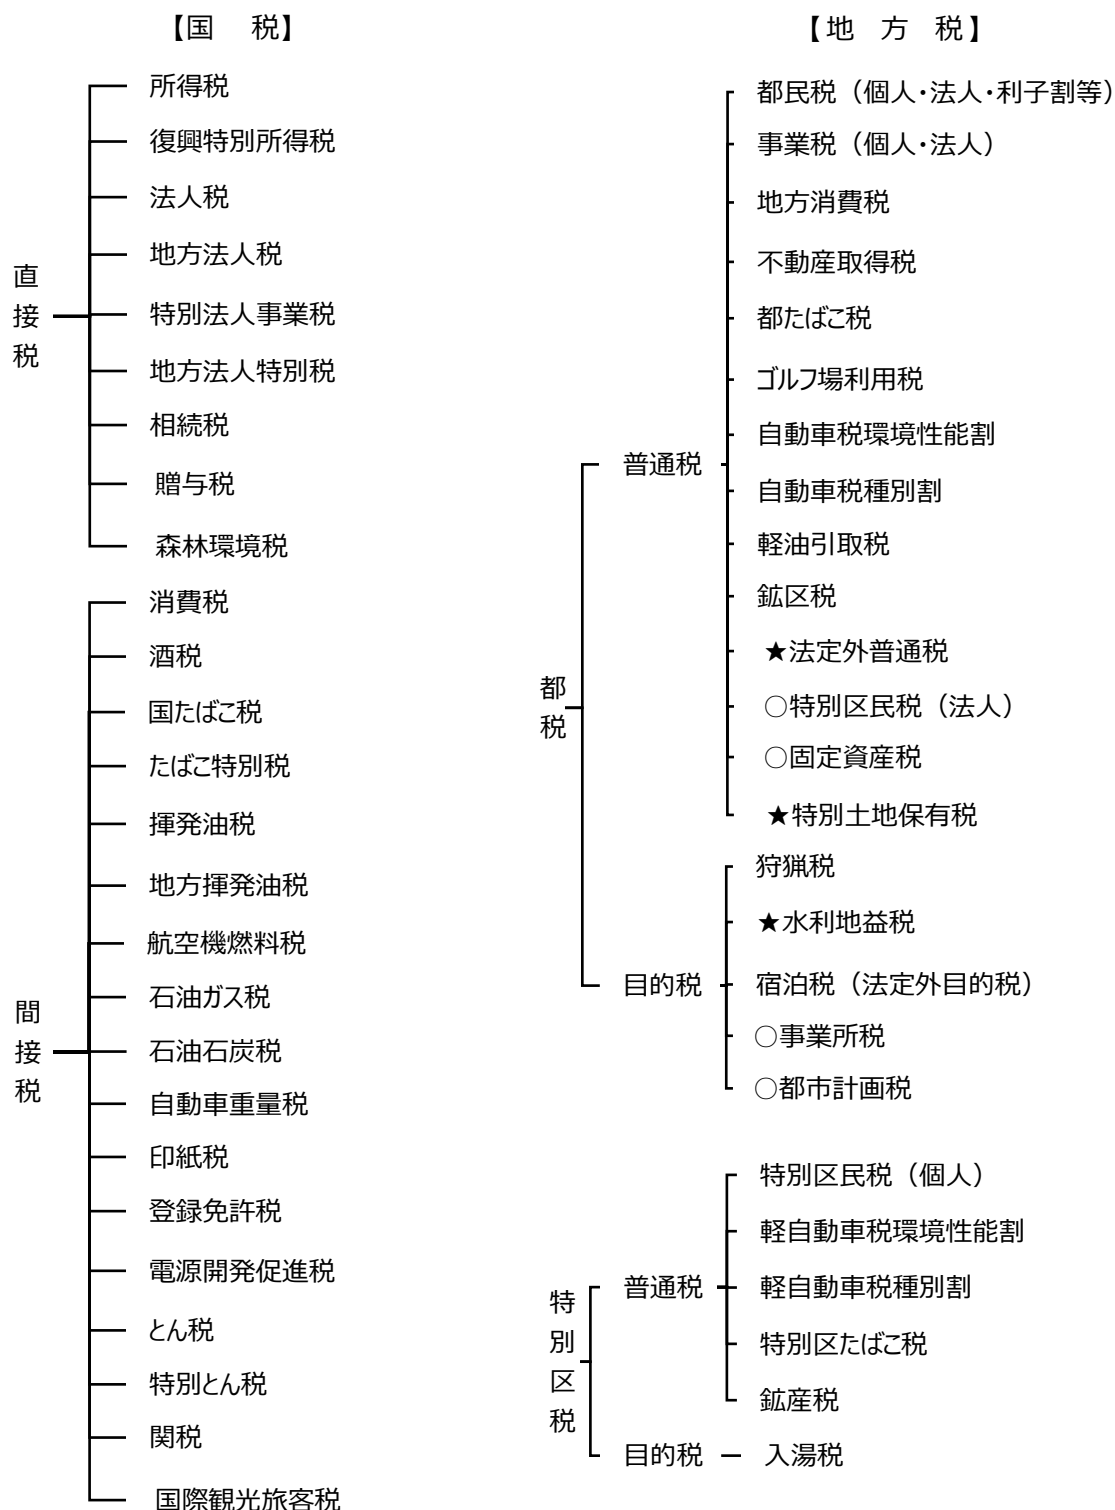 【国 税】
直接税
所得税
復興特別所得税
法人税
地方法人税
特別法人事業税
地方法人特別税
相続税
贈与税
森林環境税
間接税
消費税
酒税
国たばこ税
たばこ特別税
揮発油税
地方揮発油税
航空機燃料税
石油ガス税
石油石炭税
自動車重量税
印紙税
登録免許税
電源開発促進税
とん税
特別とん税
関税
国際観光旅客税
【地 方 税】
都税
普通税
都民税（個人・法人・利子割等）
事業税（個人・法人）
地方消費税
不動産取得税
都たばこ税
ゴルフ場利用税
自動車税環境性能割
自動車税種別割
軽油引取税
鉱区税
★法定外普通税
○特別区民税（法人）
○固定資産税
★特別土地保有税
目的税
狩猟税
★水利地益税
宿泊税（法定外目的税）
○事業所税
○都市計画税
特別区税
普通税
特別区民税（個人）
軽自動車税環境性能割
軽自動車税種別割
特別区たばこ税
鉱産税
目的税
入湯税